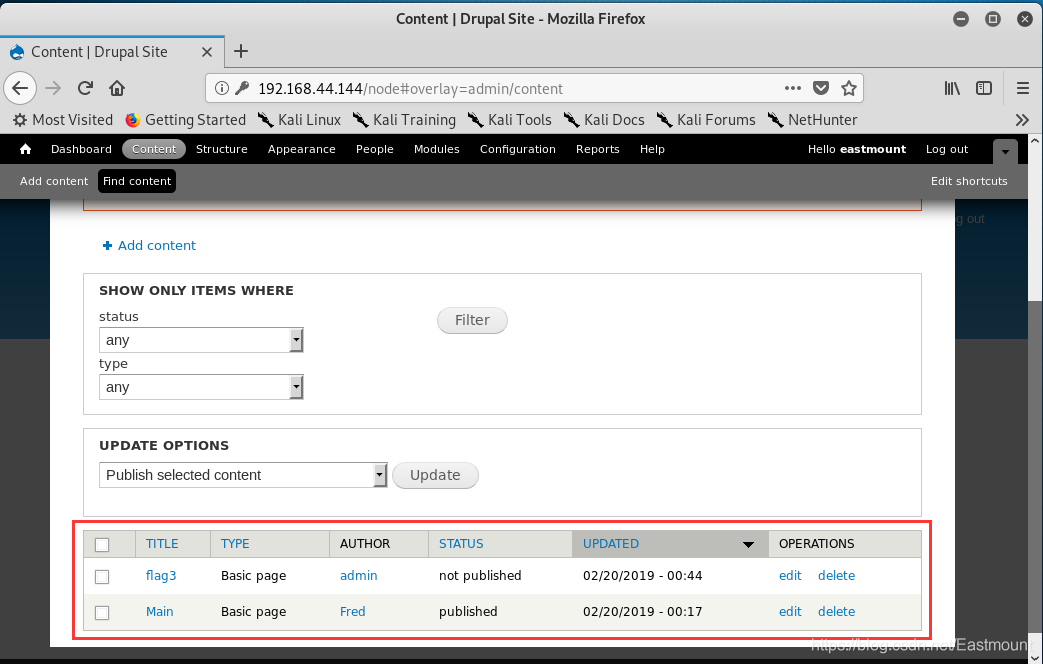 Content | Drupal Site - Mozilla Firefox
Content | Drupal Site
192.168.44.144/node#overlay=admin/content
Most Visited Getting Started Kali Linux Kali Training Kali Tools Kali Docs Kali Forums NetHunter
Dashboard Content Structure Appearance People Modules Configuration Reports Help Hello eastmount Log out
Add content Find content Edit shortcuts
g out
Add content
SHOW ONLY ITEMS WHERE
status
any Filter
type
any
UPDATE OPTIONS
Publish selected content Update
TITLE TYPE AUTHOR STATUS UPDATED OPERATIONS
flag3 Basic page admin not published 02/20/2019 - 00:44 edit delete
Main Basic page Fred published 02/20/2019 - 00:17 edit delete
https://blog.csdn.net/Eastmount